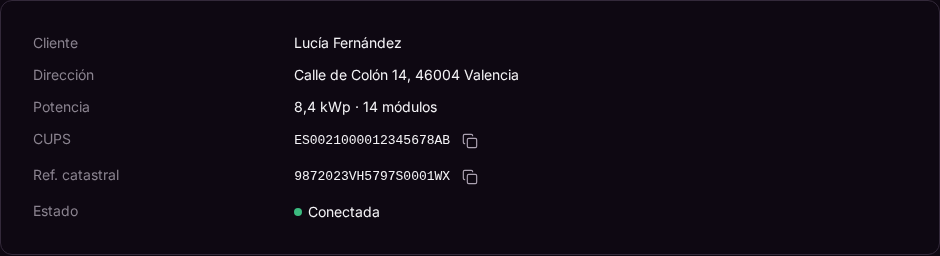 Cliente Lucía Fernández
Dirección Calle de Colón 14, 46004 Valencia
Potencia 8,4 kWp · 14 módulos
CUPS ES0021000012345678AB
Ref. catastral 9872023VH5797S0001WX
Estado Conectada